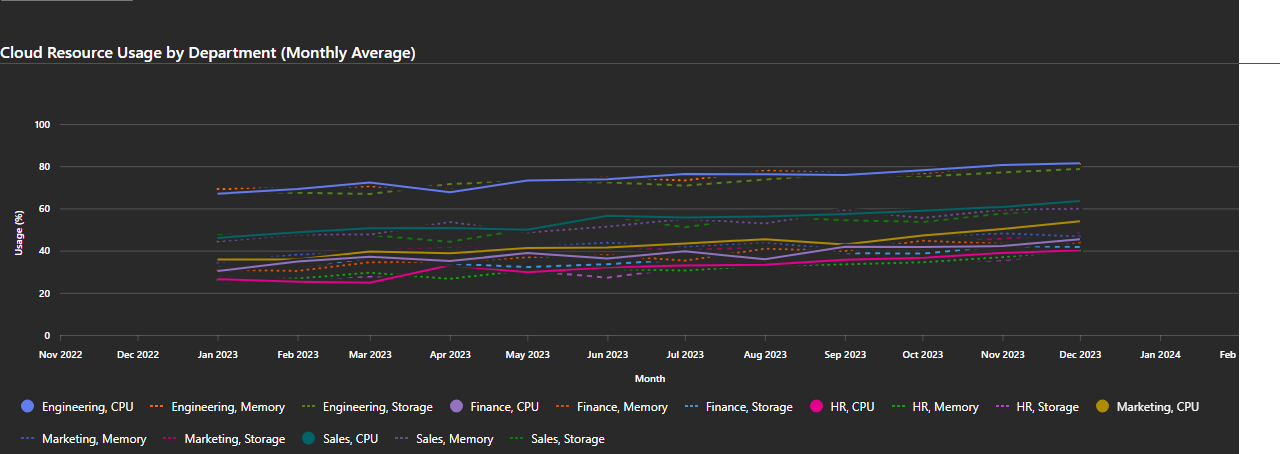 Cloud Resource Usage by Department (Monthly Average)
100
80
60
40
20
0
Usage (%)
Nov 2022 Dec 2022 Jan 2023 Feb 2023 Mar 2023 Apr 2023 May 2023 Jun 2023 Jul 2023 Aug 2023 Sep 2023 Oct 2023 Nov 2023 Dec 2023 Jan 2024 Feb
Month
Engineering, CPU Engineering, Memory Engineering, Storage Finance, CPU Finance, Memory Finance, Storage HR, CPU HR, Memory HR, Storage Marketing, CPU
Marketing, Memory Marketing, Storage Sales, CPU Sales, Memory Sales, Storage